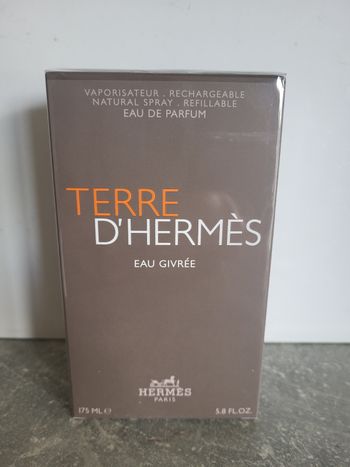 VAPORISATEUR . RECHARGEABLE
NATURAL SPRAY . REFILLABLE
EAU DE PARFUM
TERRE
D'HERMÈS
EAU GIVRÉE
HERMÈS
PARIS
175 ML ℮ 5.8 FL.OZ.